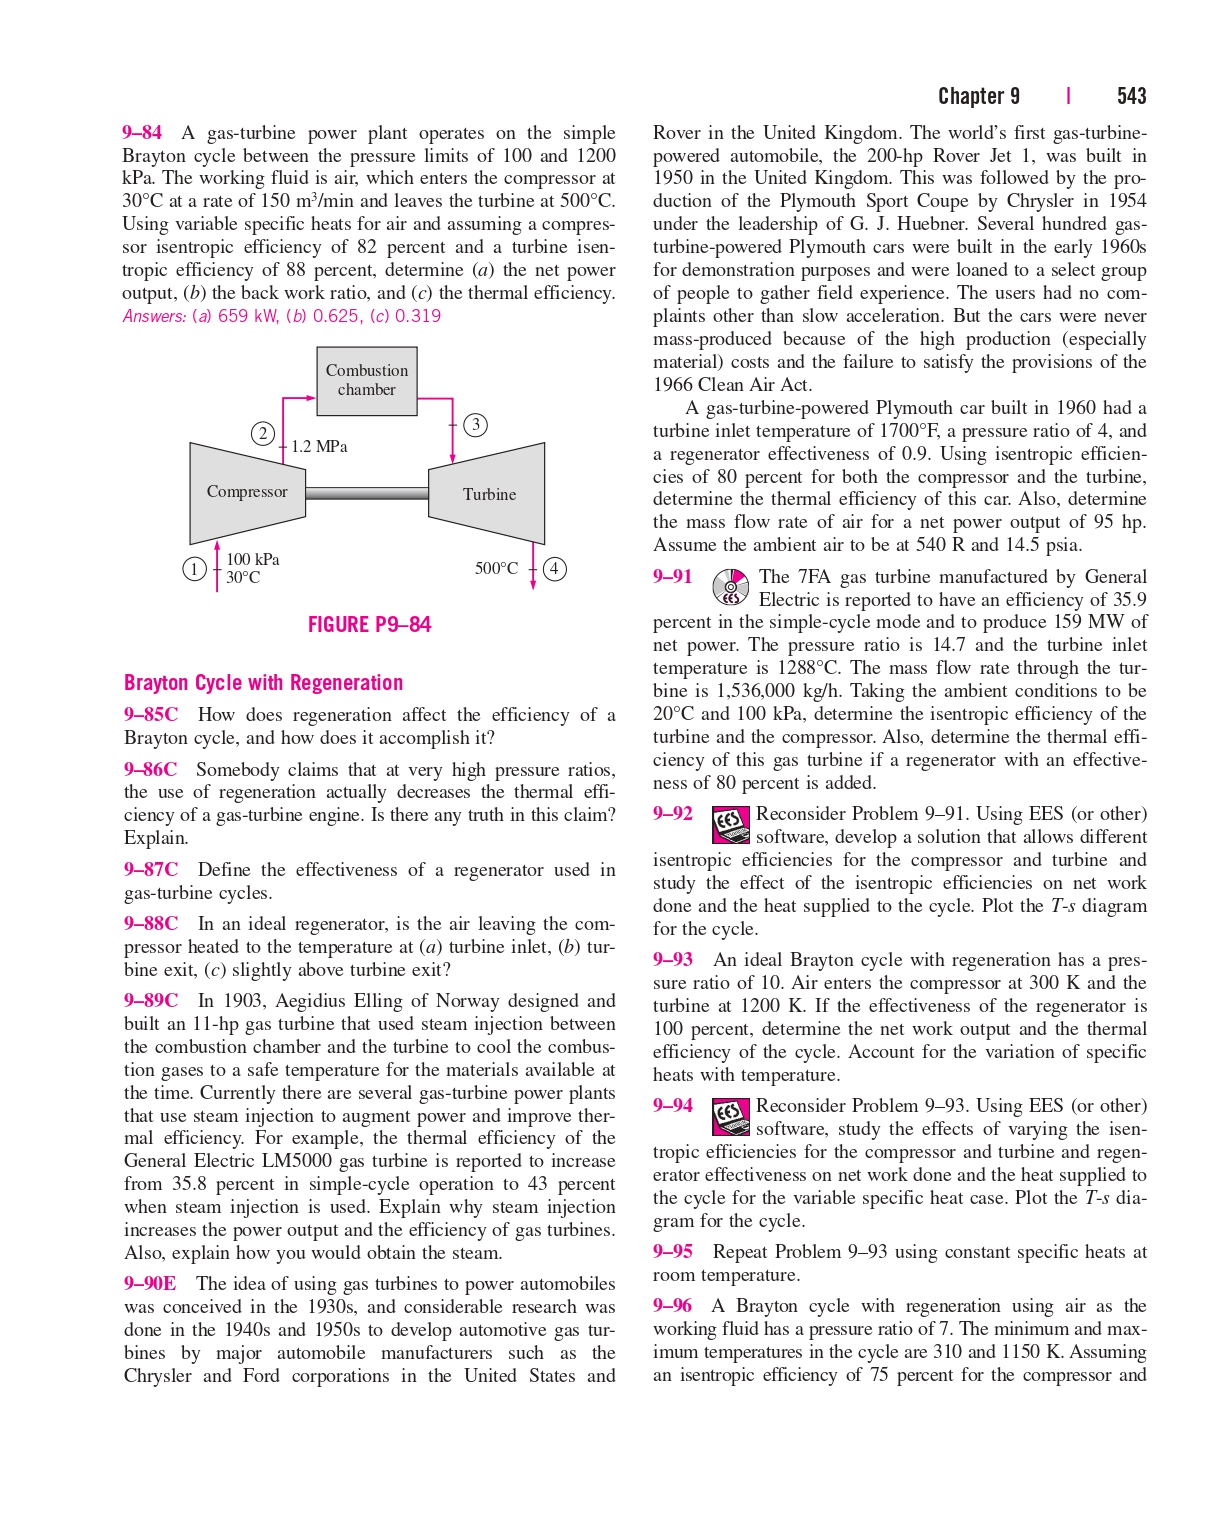 Chapter 9 | 543
9–84 A gas-turbine power plant operates on the simple
Brayton cycle between the pressure limits of 100 and 1200
kPa. The working fluid is air, which enters the compressor at
30°C at a rate of 150 m³/min and leaves the turbine at 500°C.
Using variable specific heats for air and assuming a compres-
sor isentropic efficiency of 82 percent and a turbine isen-
tropic efficiency of 88 percent, determine (a) the net power
output, (b) the back work ratio, and (c) the thermal efficiency.
Answers: (a) 659 kW, (b) 0.625, (c) 0.319
Combustion
chamber
2
3
1.2 MPa
Compressor
Turbine
1
100 kPa
30°C
500°C
4
FIGURE P9–84
Brayton Cycle with Regeneration
9–85C How does regeneration affect the efficiency of a
Brayton cycle, and how does it accomplish it?
9–86C Somebody claims that at very high pressure ratios,
the use of regeneration actually decreases the thermal effi-
ciency of a gas-turbine engine. Is there any truth in this claim?
Explain.
9–87C Define the effectiveness of a regenerator used in
gas-turbine cycles.
9–88C In an ideal regenerator, is the air leaving the com-
pressor heated to the temperature at (a) turbine inlet, (b) tur-
bine exit, (c) slightly above turbine exit?
9–89C In 1903, Aegidius Elling of Norway designed and
built an 11-hp gas turbine that used steam injection between
the combustion chamber and the turbine to cool the combus-
tion gases to a safe temperature for the materials available at
the time. Currently there are several gas-turbine power plants
that use steam injection to augment power and improve ther-
mal efficiency. For example, the thermal efficiency of the
General Electric LM5000 gas turbine is reported to increase
from 35.8 percent in simple-cycle operation to 43 percent
when steam injection is used. Explain why steam injection
increases the power output and the efficiency of gas turbines.
Also, explain how you would obtain the steam.
9–90E The idea of using gas turbines to power automobiles
was conceived in the 1930s, and considerable research was
done in the 1940s and 1950s to develop automotive gas tur-
bines by major automobile manufacturers such as the
Chrysler and Ford corporations in the United States and
Rover in the United Kingdom. The world's first gas-turbine-
powered automobile, the 200-hp Rover Jet 1, was built in
1950 in the United Kingdom. This was followed by the pro-
duction of the Plymouth Sport Coupe by Chrysler in 1954
under the leadership of G. J. Huebner. Several hundred gas-
turbine-powered Plymouth cars were built in the early 1960s
for demonstration purposes and were loaned to a select group
of people to gather field experience. The users had no com-
plaints other than slow acceleration. But the cars were never
mass-produced because of the high production (especially
material) costs and the failure to satisfy the provisions of the
1966 Clean Air Act.
A gas-turbine-powered Plymouth car built in 1960 had a
turbine inlet temperature of 1700°F, a pressure ratio of 4, and
a regenerator effectiveness of 0.9. Using isentropic efficien-
cies of 80 percent for both the compressor and the turbine,
determine the thermal efficiency of this car. Also, determine
the mass flow rate of air for a net power output of 95 hp.
Assume the ambient air to be at 540 R and 14.5 psia.
9–91 EES The 7FA gas turbine manufactured by General
Electric is reported to have an efficiency of 35.9
percent in the simple-cycle mode and to produce 159 MW of
net power. The pressure ratio is 14.7 and the turbine inlet
temperature is 1288°C. The mass flow rate through the tur-
bine is 1,536,000 kg/h. Taking the ambient conditions to be
20°C and 100 kPa, determine the isentropic efficiency of the
turbine and the compressor. Also, determine the thermal effi-
ciency of this gas turbine if a regenerator with an effective-
ness of 80 percent is added.
9–92 EES Reconsider Problem 9–91. Using EES (or other)
software, develop a solution that allows different
isentropic efficiencies for the compressor and turbine and
study the effect of the isentropic efficiencies on net work
done and the heat supplied to the cycle. Plot the T-s diagram
for the cycle.
9–93 An ideal Brayton cycle with regeneration has a pres-
sure ratio of 10. Air enters the compressor at 300 K and the
turbine at 1200 K. If the effectiveness of the regenerator is
100 percent, determine the net work output and the thermal
efficiency of the cycle. Account for the variation of specific
heats with temperature.
9–94 EES Reconsider Problem 9–93. Using EES (or other)
software, study the effects of varying the isen-
tropic efficiencies for the compressor and turbine and regen-
erator effectiveness on net work done and the heat supplied to
the cycle for the variable specific heat case. Plot the T-s dia-
gram for the cycle.
9–95 Repeat Problem 9–93 using constant specific heats at
room temperature.
9–96 A Brayton cycle with regeneration using air as the
working fluid has a pressure ratio of 7. The minimum and max-
imum temperatures in the cycle are 310 and 1150 K. Assuming
an isentropic efficiency of 75 percent for the compressor and